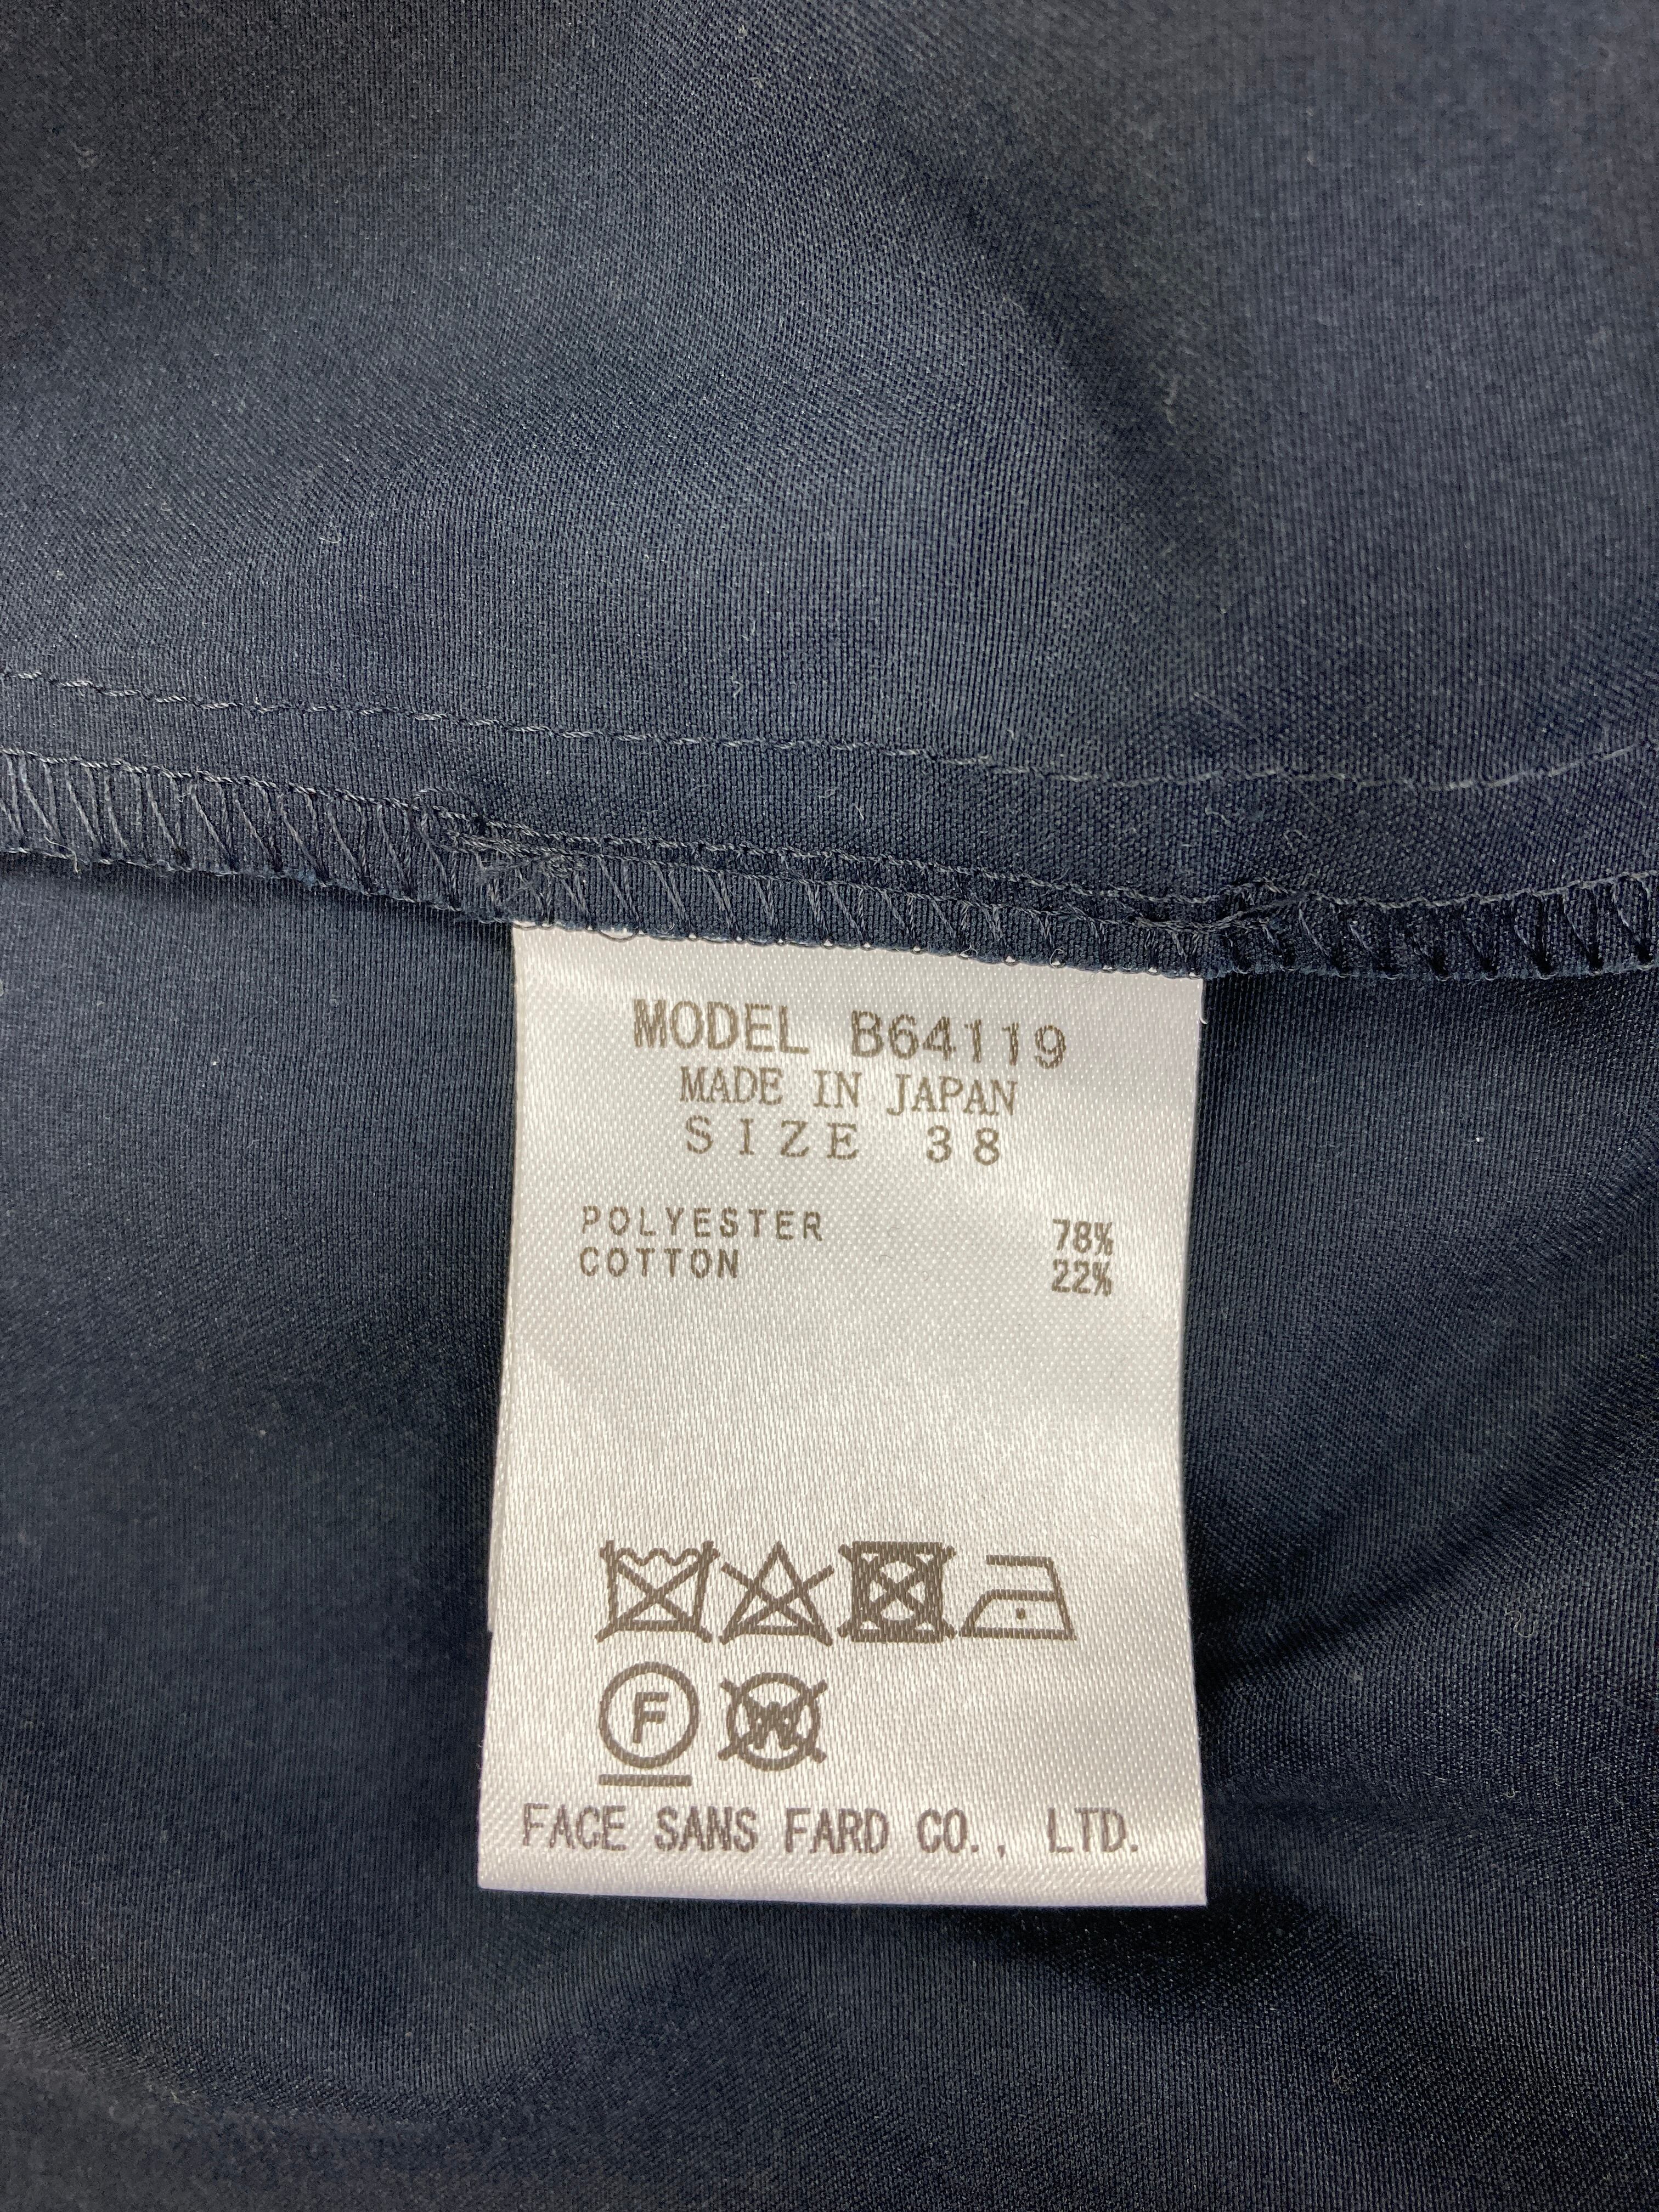 MODEL B64119
MADE IN JAPAN
SIZE 38
POLYESTER 78%
COTTON 22%
F W
FACE SANS FARD CO., LTD.